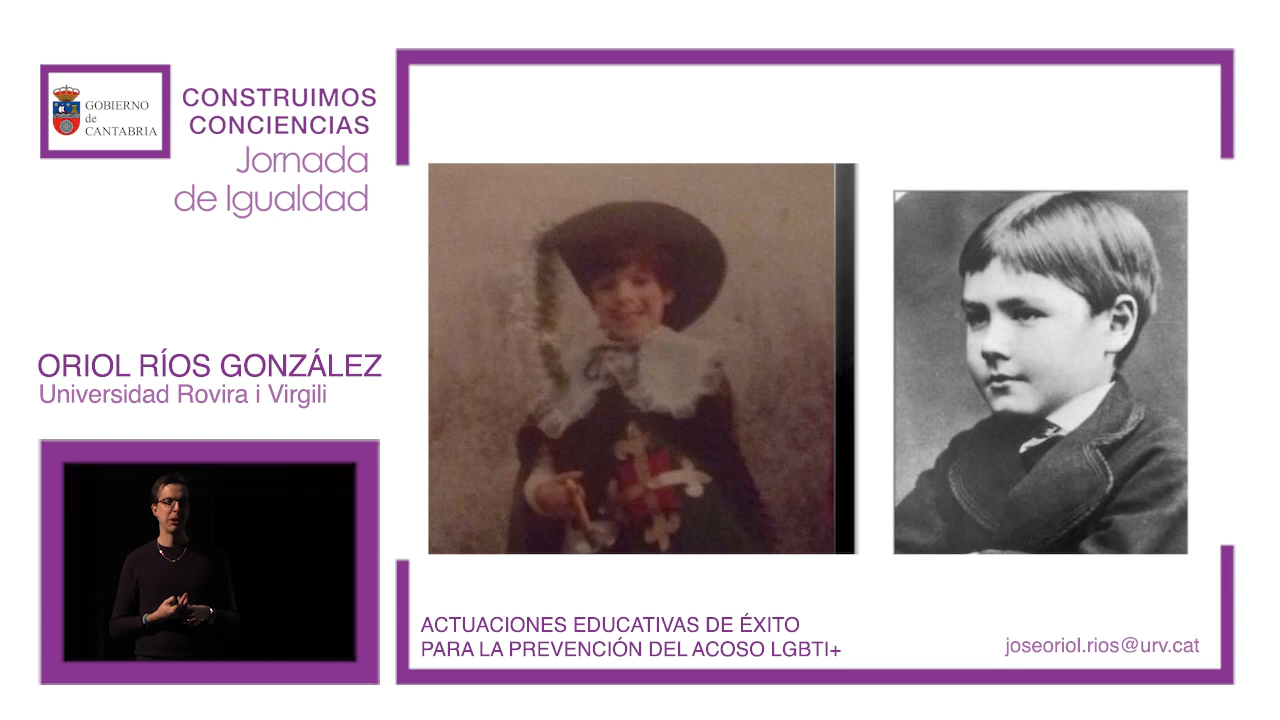 GOBIERNO
de
CANTABRIA
CONSTRUIMOS
CONCIENCIAS
Jornada
de Igualdad
ORIOL RÍOS GONZÁLEZ
Universidad Rovira i Virgili
ACTUACIONES EDUCATIVAS DE ÉXITO
PARA LA PREVENCIÓN DEL ACOSO LGBTI+
joseoriol.rios@urv.cat